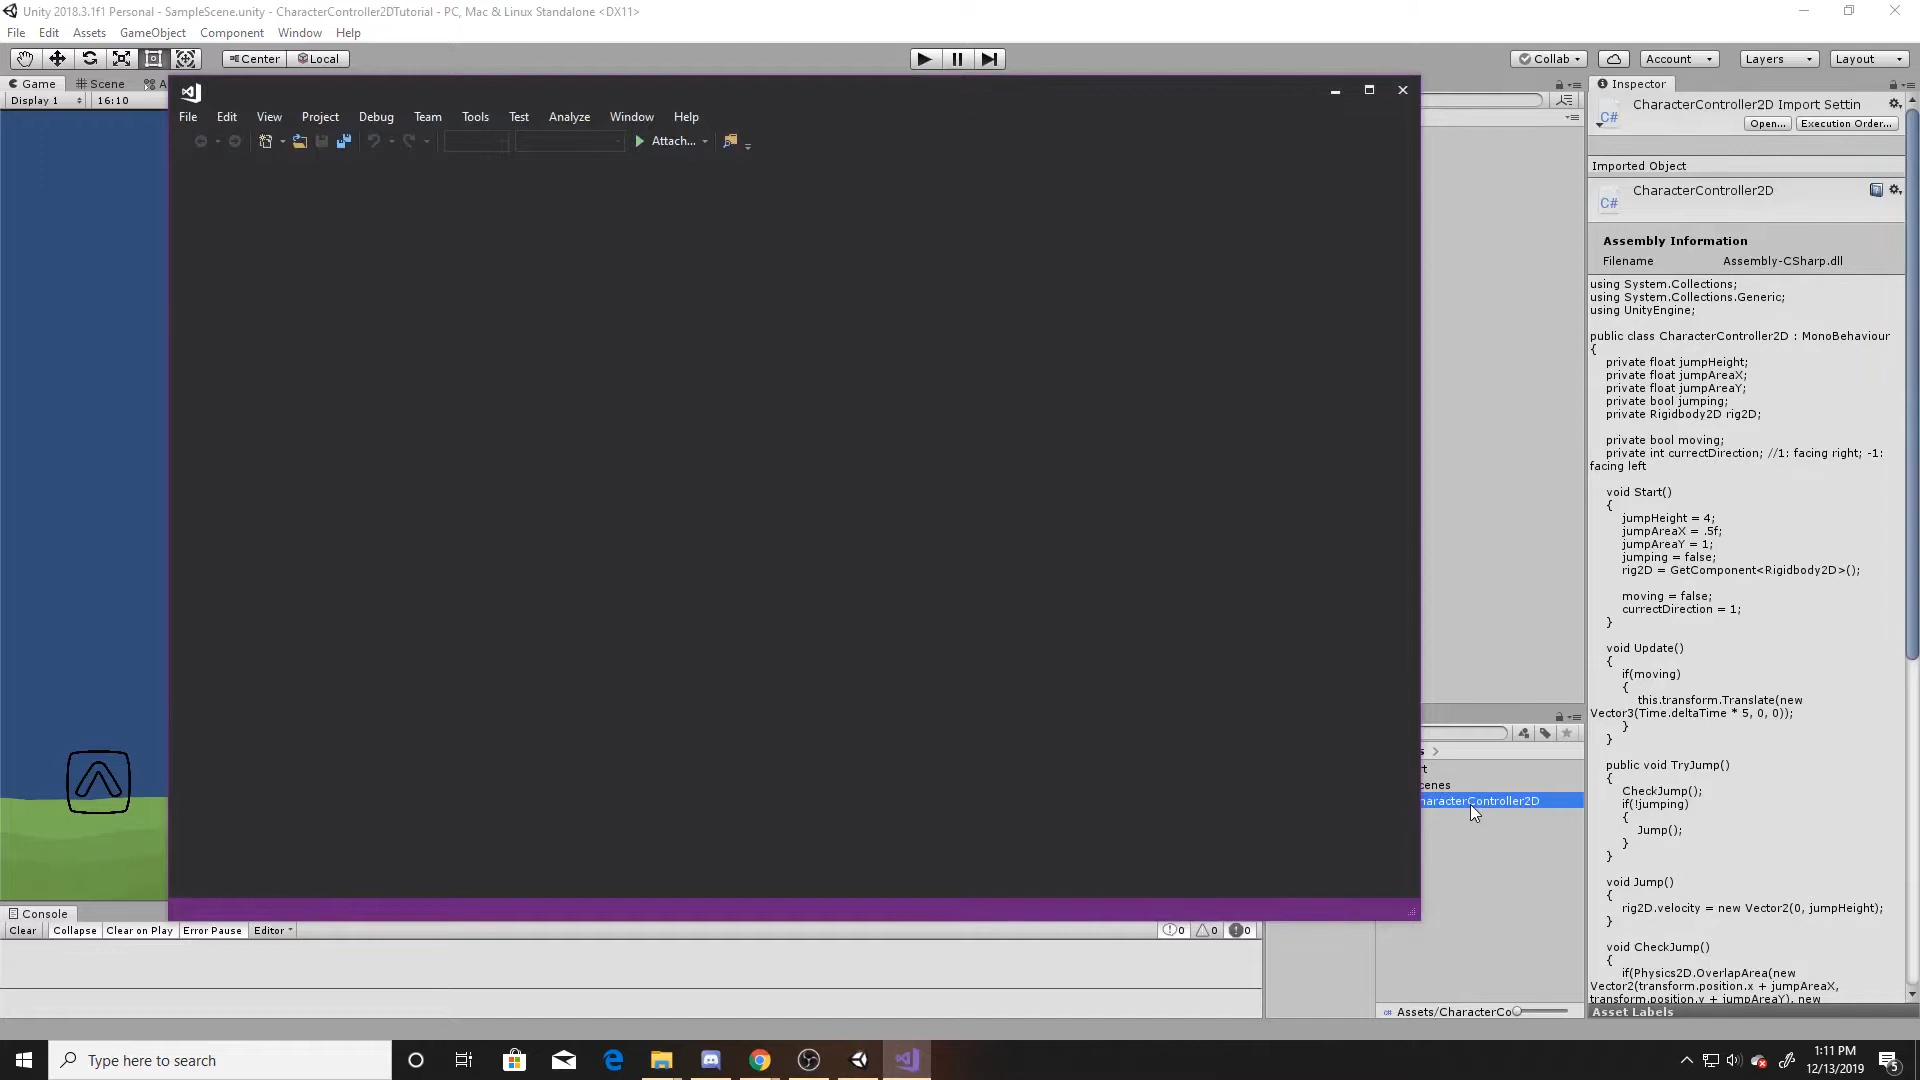 Unity 2018.3.1f1 Personal - SampleScene.unity - CharacterController2DTutorial - PC, Mac & Linux Standalone <DX11>
File Edit Assets GameObject Component Window Help
Center Local Collab Account Layers Layout
Game Scene A
Display 1 16:10
File Edit View Project Debug Team Tools Test Analyze Window Help
Attach...
Inspector
CharacterController2D Import Settin
C#
Open... Execution Order...
Imported Object
CharacterController2D
C#
Assembly Information
Filename Assembly-CSharp.dll
using System.Collections;
using System.Collections.Generic;
using UnityEngine;
public class CharacterController2D : MonoBehaviour
{
private float jumpHeight;
private float jumpAreaX;
private float jumpAreaY;
private bool jumping;
private Rigidbody2D rig2D;
private bool moving;
private int currectDirection; //1: facing right; -1:
facing left
void Start()
{
jumpHeight = 4;
jumpAreaX = .5f;
jumpAreaY = 1;
jumping = false;
rig2D = GetComponent<Rigidbody2D>();
moving = false;
currectDirection = 1;
}
void Update()
{
if(moving)
{
this.transform.Translate(new
Vector3(Time.deltaTime * 5, 0, 0));
}
}
public void TryJump()
{
CheckJump();
if(!jumping)
{
Jump();
}
}
void Jump()
{
rig2D.velocity = new Vector2(0, jumpHeight);
}
void CheckJump()
{
if(Physics2D.OverlapArea(new
Vector2(transform.position.x + jumpAreaX,
transform.position.y + jumpAreaY), new
Asset Labels
s
rt
cenes
haracterController2D
Assets/CharacterCo
Console
Clear Collapse Clear on Play Error Pause Editor 0 0 0
Type here to search
1:11 PM
12/13/2019
5